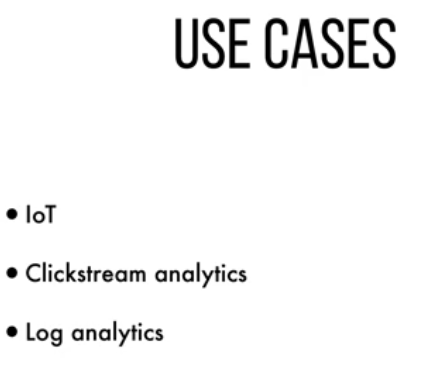 USE CASES
• IoT
• Clickstream analytics
• Log analytics